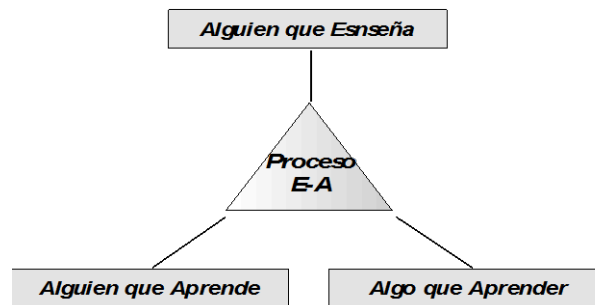 Alguien que Esnseña
Proceso
E-A
Alguien que Aprende
Algo que Aprender